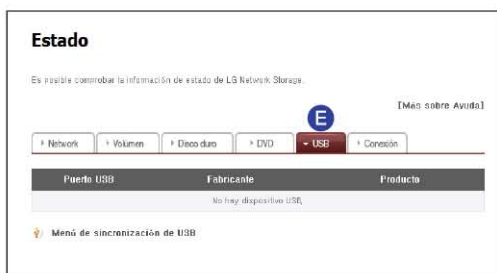 Estado
Es posible comprobar la información de estado de LG Network Storage.
[Más sobre Ayuda]
E
Network Volúmen Disco duro DVD USB Conexión
Puerto USB Fabricante Producto
No hay dispositivo USB,
Menú de sincronización de USB